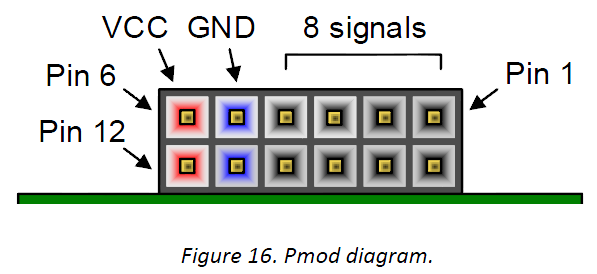 VCC GND 8 signals
Pin 6
Pin 1
Pin 12
Figure 16. Pmod diagram.